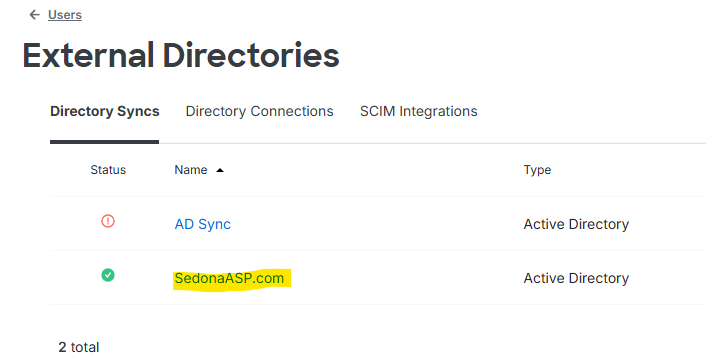 Users
External Directories
Directory Syncs Directory Connections SCIM Integrations
Status Name Type
AD Sync Active Directory
SedonaASP.com Active Directory
2 total